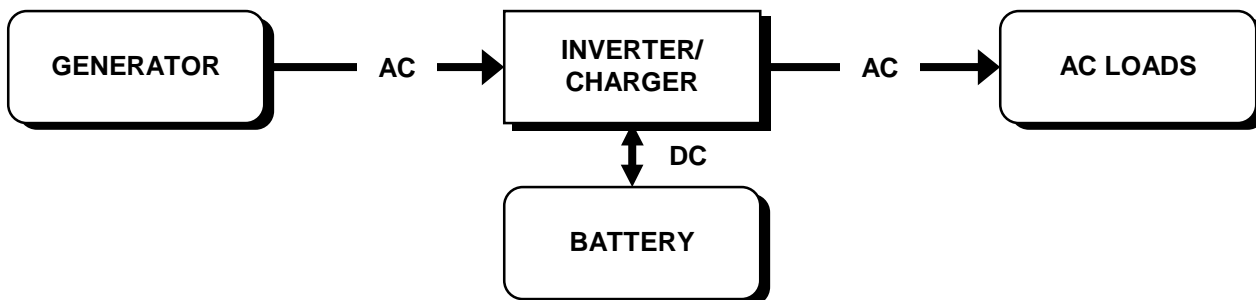 GENERATOR
AC
INVERTER/
CHARGER
AC
AC LOADS
DC
BATTERY